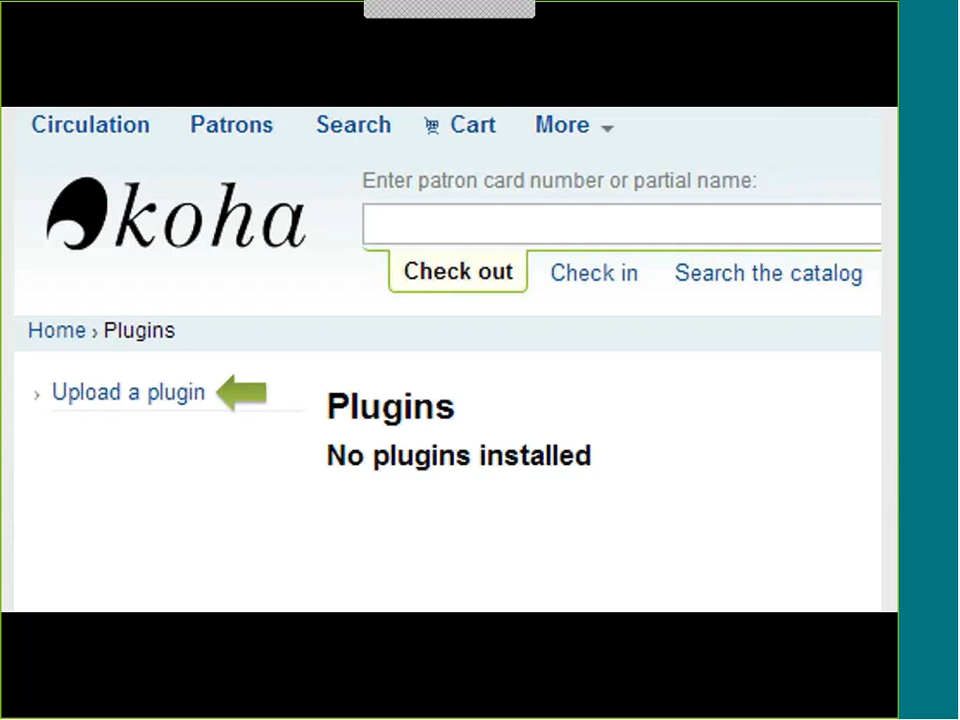 Circulation Patrons Search Cart More
koha
Enter patron card number or partial name:
Check out Check in Search the catalog
Home › Plugins
› Upload a plugin
Plugins
No plugins installed